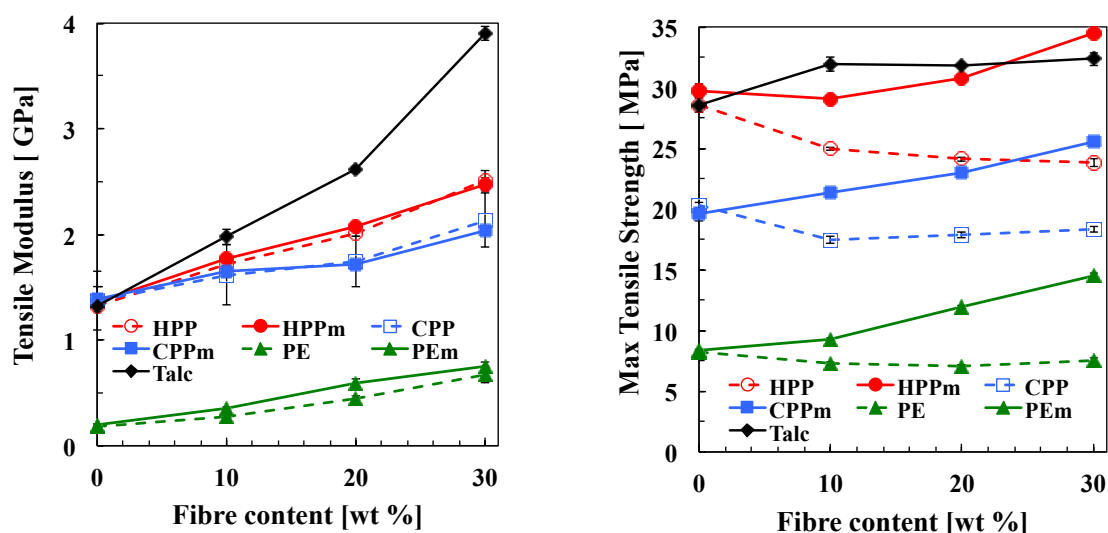 Tensile Modulus [ GPa]
4
3
2
1
0
HPP HPPm CPP
CPPm PE PEm
Talc
0 10 20 30
Fibre content [wt %]
Max Tensile Strength [ MPa]
35
30
25
20
15
10
5
0
HPP HPPm CPP
CPPm PE PEm
Talc
0 10 20 30
Fibre content [wt %]